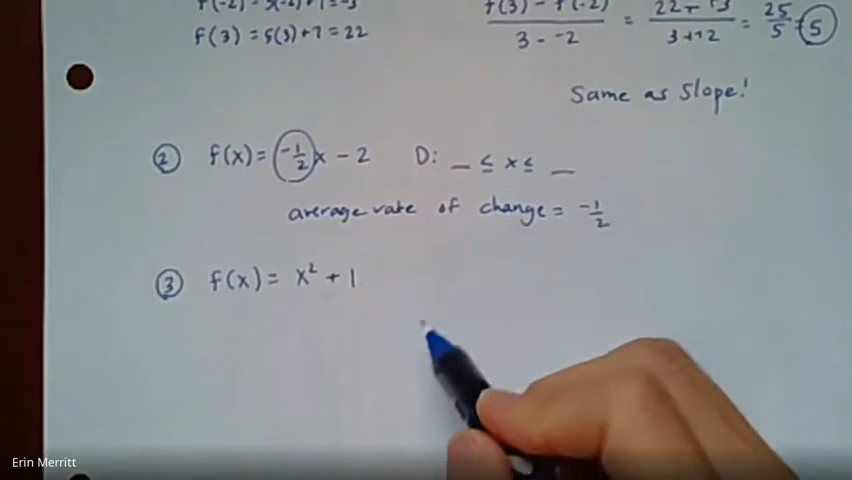 f(-2) = 5(-2)+7 = -3
f(3) = 5(3)+7 = 22
f(3) - f(-2)
3 - -2
= 22 + +3
3 + +2
= 25
5
= 5
Same as Slope!
② f(x) = -1/2 x - 2 D: _ ≤ x ≤ _
average rate of change = -1/2
③ f(x) = x² + 1
Erin Merritt